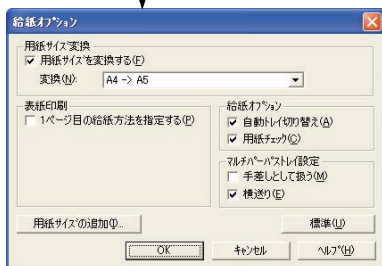 給紙オプション
用紙サイズ変換
用紙サイズを変換する(F)
変換(N): A4 -> A5
表紙印刷
1ページ目の給紙方法を指定する(P)
給紙オプション
自動トレイ切り替え(A)
用紙チェック(C)
マルチパーパストレイ設定
手差しとして扱う(M)
横送り(E)
用紙サイズの追加(I)...
標準(U)
OK
キャンセル
ヘルプ(H)